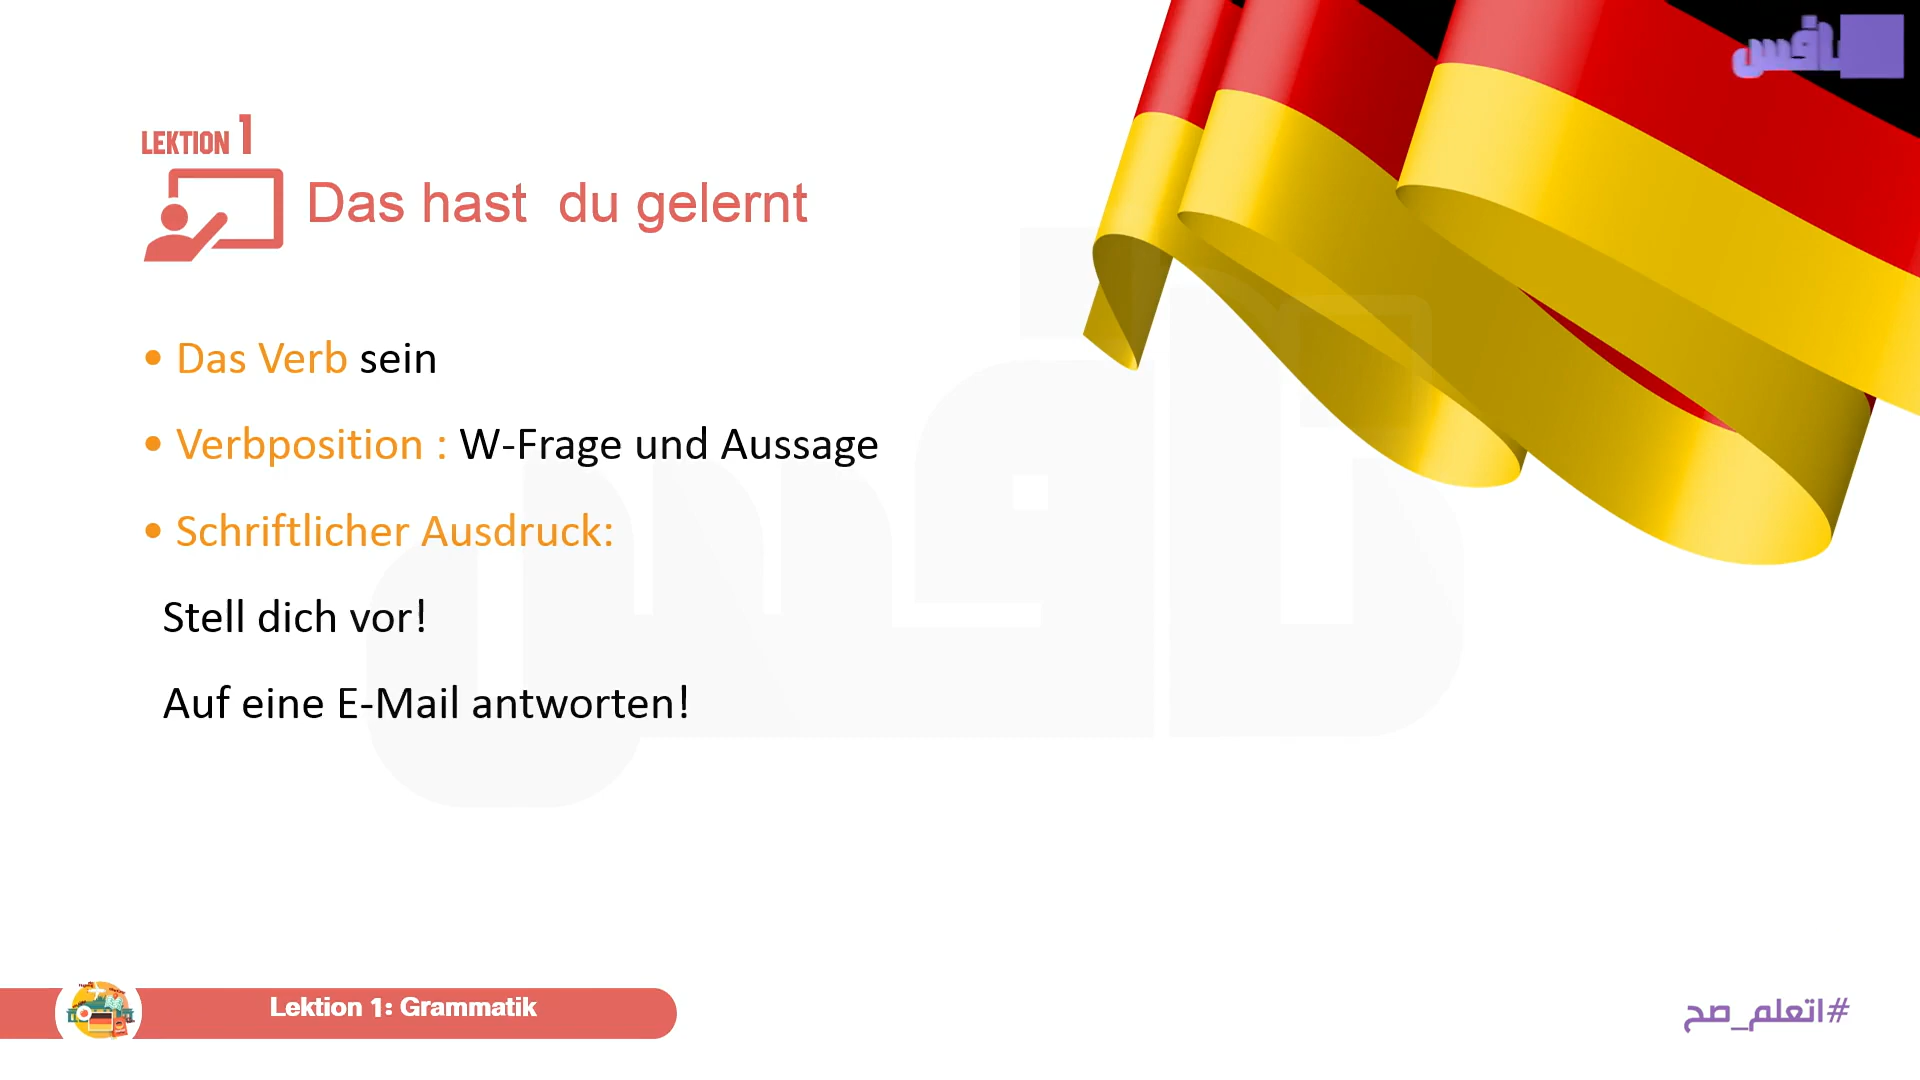 LEKTION 1
Das hast du gelernt
• Das Verb sein
• Verbposition : W-Frage und Aussage
• Schriftlicher Ausdruck:
Stell dich vor!
Auf eine E-Mail antworten!
Lektion 1: Grammatik
#اتعلم_صح